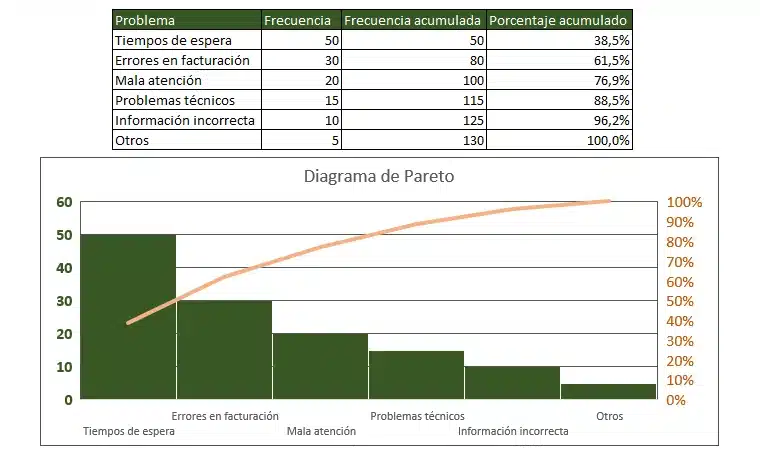 Problema Frecuencia Frecuencia acumulada Porcentaje acumulado
Tiempos de espera 50 50 38,5%
Errores en facturación 30 80 61,5%
Mala atención 20 100 76,9%
Problemas técnicos 15 115 88,5%
Información incorrecta 10 125 96,2%
Otros 5 130 100,0%
Diagrama de Pareto
60 100%
90%
50 80%
40 70%
60%
30 50%
20 40%
30%
10 20%
10%
0 0%
Errores en facturación Problemas técnicos Otros
Tiempos de espera Mala atención Información incorrecta